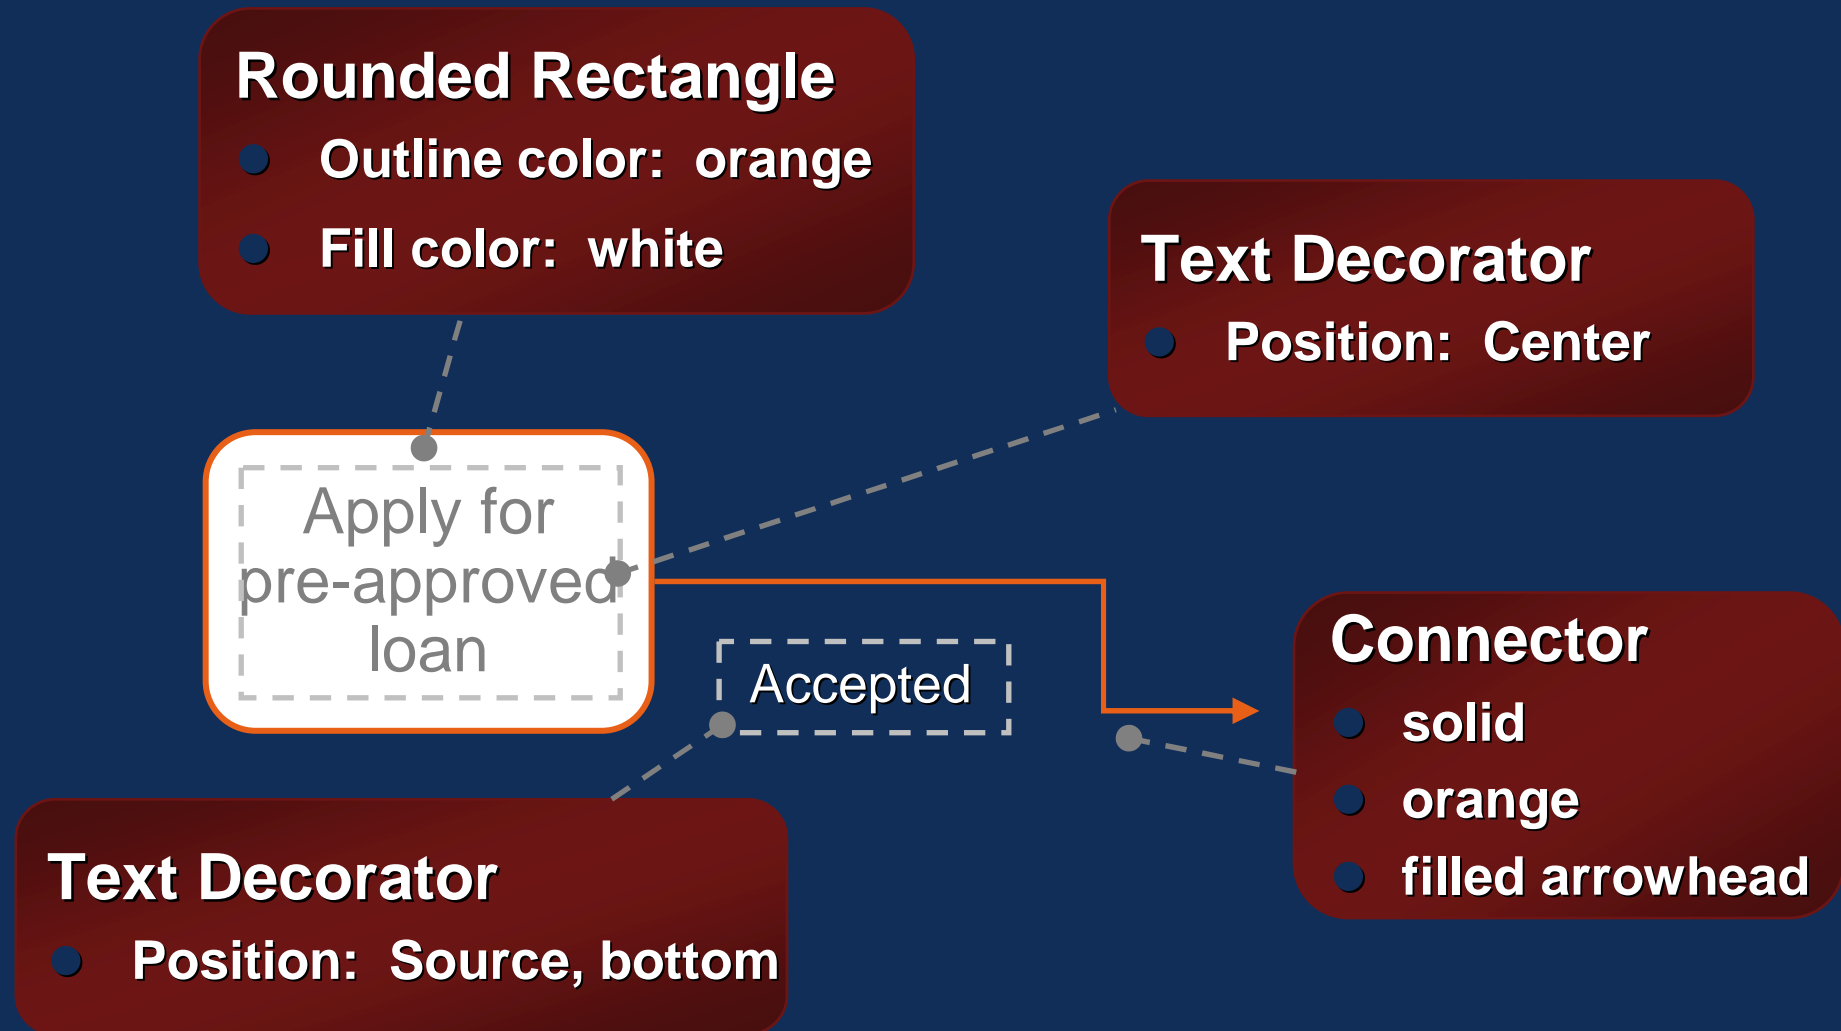 Rounded Rectangle
Outline color: orange
Fill color: white
Text Decorator
Position: Center
Apply for
pre-approved
loan
Accepted
Connector
solid
orange
filled arrowhead
Text Decorator
Position: Source, bottom